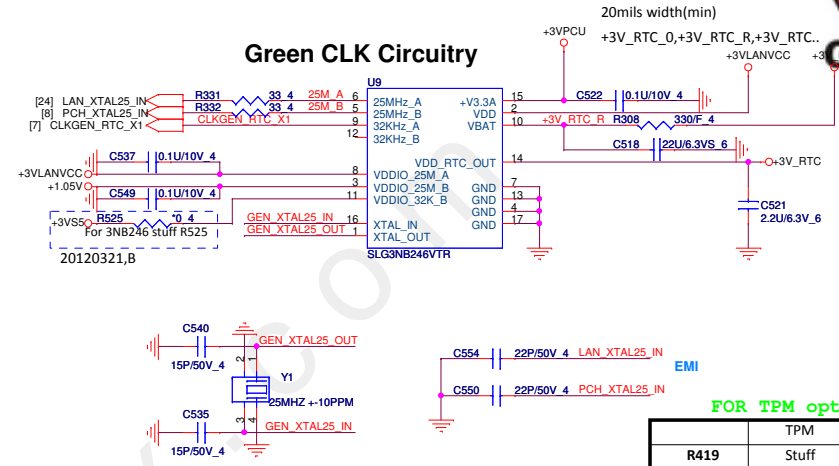 20mils width(min)
+3V_RTC_0,+3V_RTC_R,+3V_RTC..
+3VPCU
+3VLANVCC
Green CLK Circuitry
U9
[24] LAN_XTAL25_IN R331 33_4 25M_A 6 25MHz_A +V3.3A 15 C522 0.1U/10V_4
[8] PCH_XTAL25_IN R332 33_4 25M_B 5 25MHz_B VDD 2
[7] CLKGEN_RTC_X1 CLKGEN_RTC_X1 9 32KHz_A VBAT 10 +3V_RTC_R R308 330/F_4
12 32KHz_B
C518 22U/6.3VS_6
C537 0.1U/10V_4 VDD_RTC_OUT 14 +3V_RTC
+3VLANVCC 8 VDDIO_25M_A
+1.05V 3 VDDIO_25M_B GND 7
C549 0.1U/10V_4 11 VDDIO_32K_B GND 13
GND 4
GND 17
C521
2.2U/6.3V_6
R525 *0_4
+3VS5
For 3NB246 stuff R525
GEN_XTAL25_IN 16 XTAL_IN
GEN_XTAL25_OUT 1 XTAL_OUT
SLG3NB246VTR
20120321,B
C540 GEN_XTAL25_OUT
15P/50V_4
2 1
Y1
25MHZ +-10PPM
3 4
C535 GEN_XTAL25_IN
15P/50V_4
C554 22P/50V_4 LAN_XTAL25_IN
EMI
C550 22P/50V_4 PCH_XTAL25_IN
FOR TPM opt
TPM
R419 Stuff